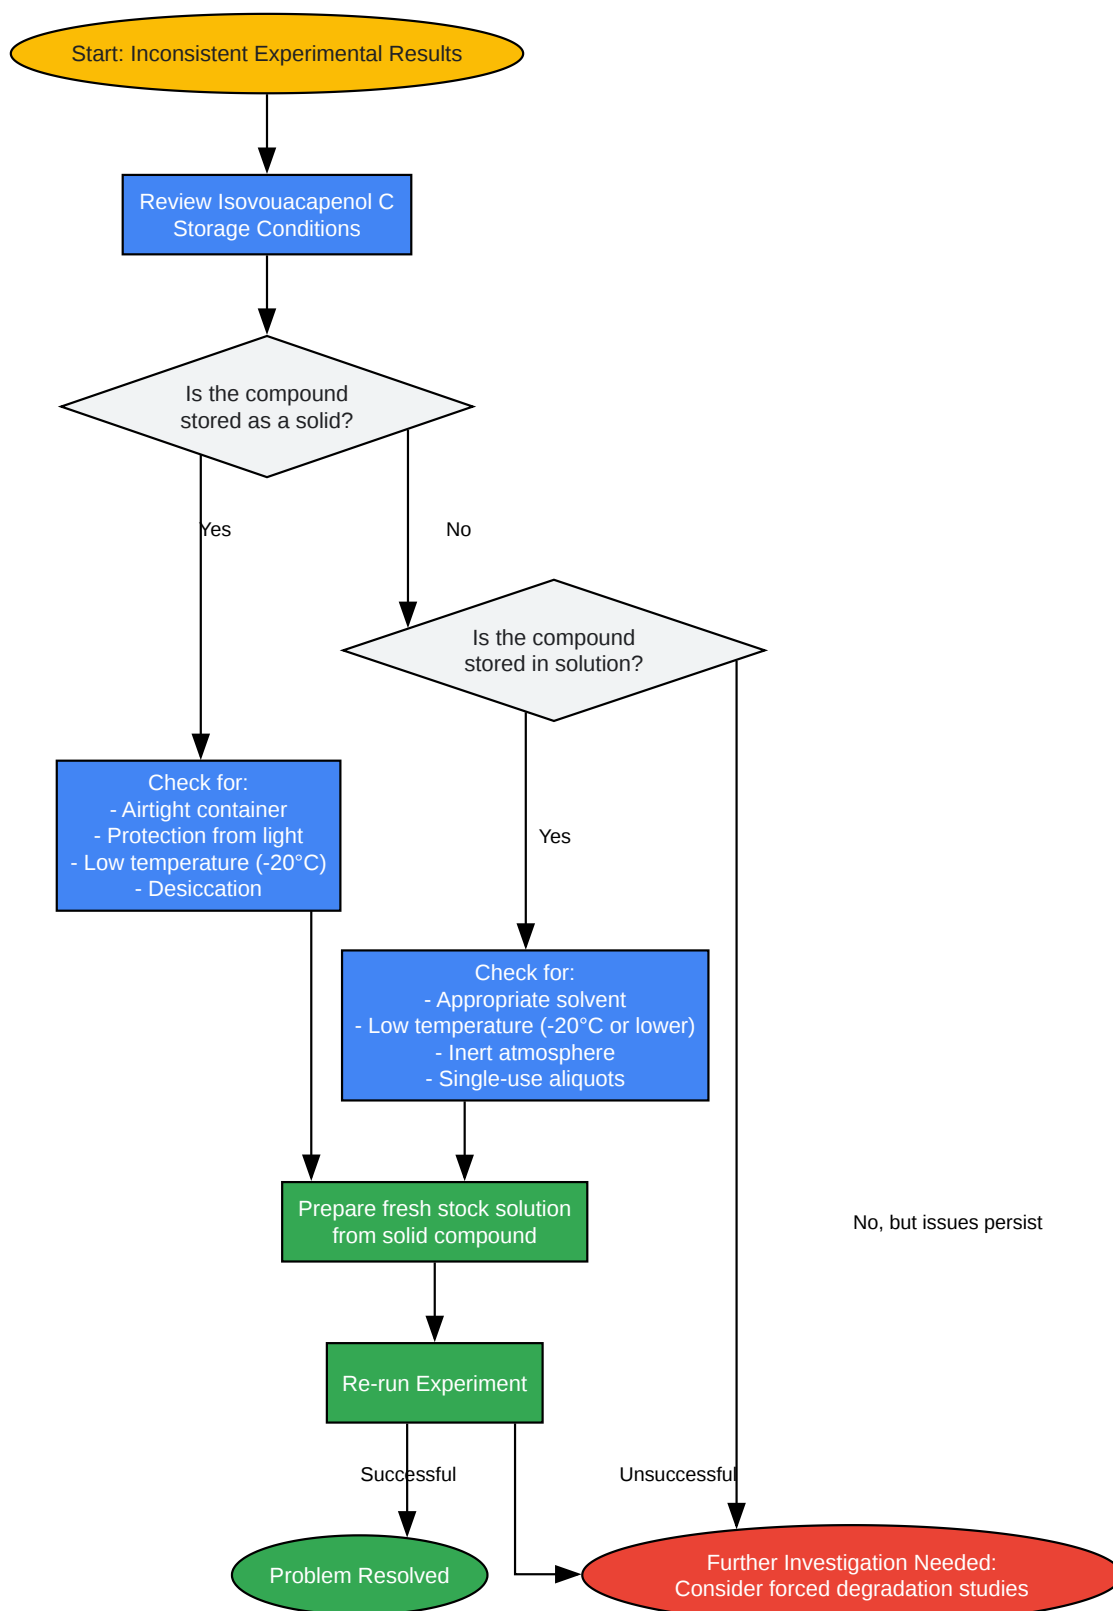 Start: Inconsistent Experimental Results
Review Isovouacapenol C
Storage Conditions
Is the compound
stored as a solid?
Yes
No
Is the compound
stored in solution?
Check for:
- Airtight container
- Protection from light
- Low temperature (-20°C)
- Desiccation
Yes
Check for:
- Appropriate solvent
- Low temperature (-20°C or lower)
- Inert atmosphere
- Single-use aliquots
Prepare fresh stock solution
from solid compound
No, but issues persist
Re-run Experiment
Successful
Unsuccessful
Problem Resolved
Further Investigation Needed:
Consider forced degradation studies